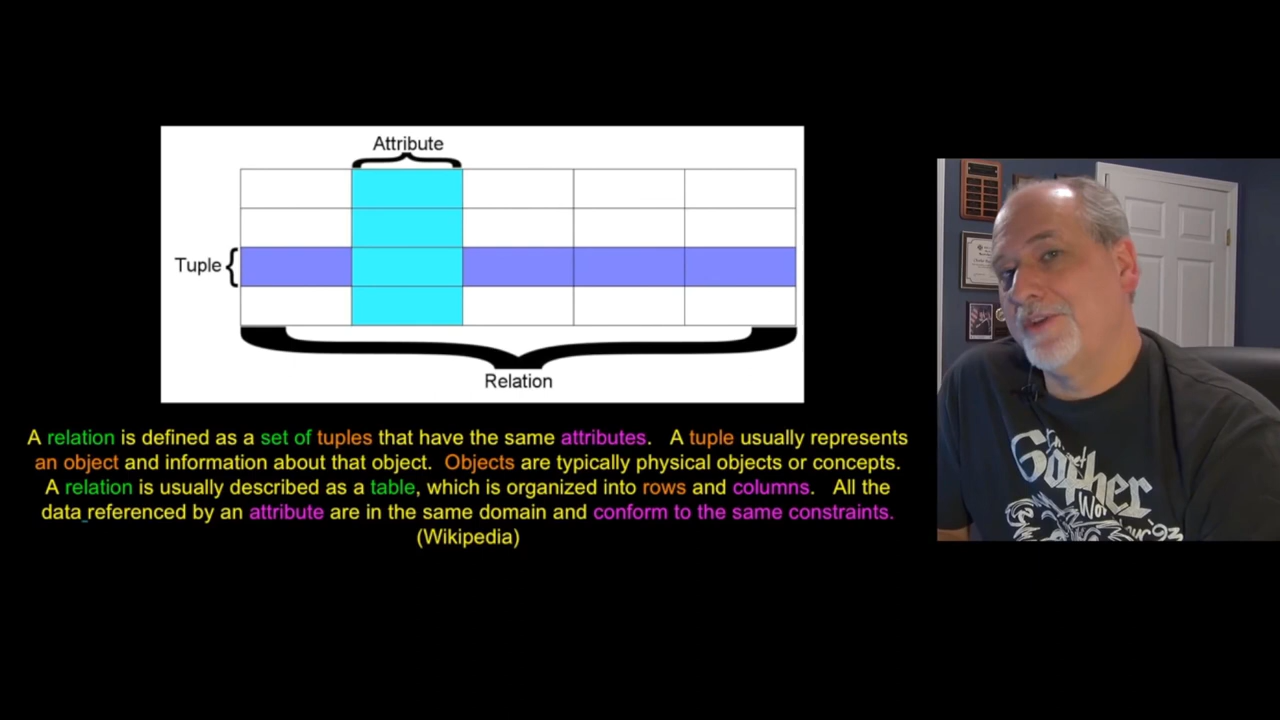 Attribute
Tuple
Relation
A relation is defined as a set of tuples that have the same attributes. A tuple usually represents
an object and information about that object. Objects are typically physical objects or concepts.
A relation is usually described as a table, which is organized into rows and columns. All the
data referenced by an attribute are in the same domain and conform to the same constraints.
(Wikipedia)
Gopher